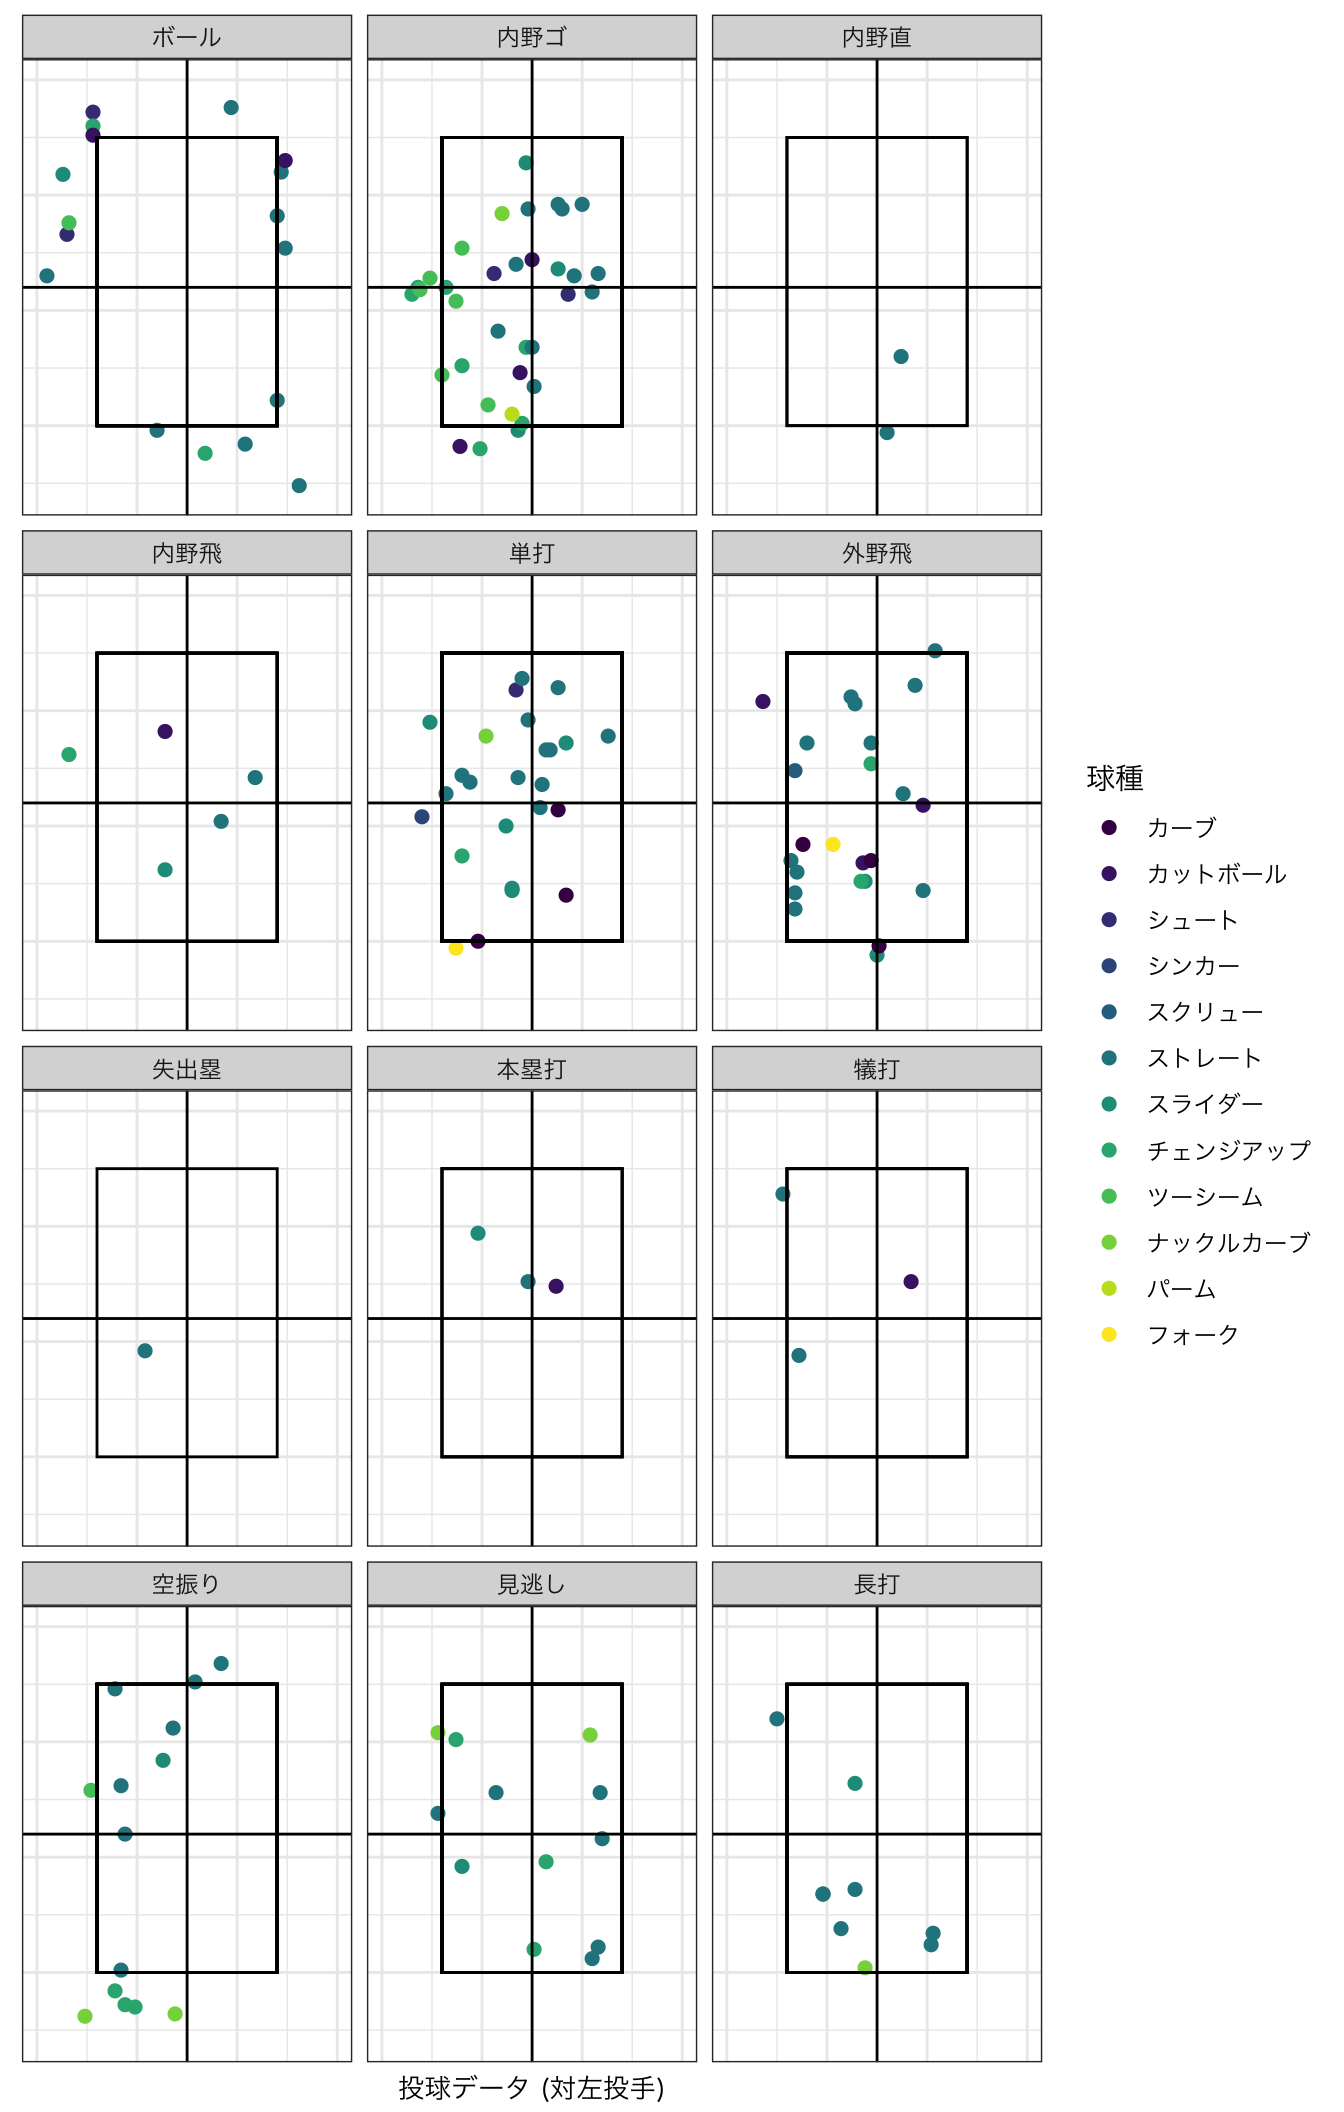 ボール
内野ゴ
内野直
内野飛
単打
外野飛
失出塁
本塁打
犠打
空振り
見逃し
長打
球種
カーブ
カットボール
シュート
シンカー
スクリュー
ストレート
スライダー
チェンジアップ
ツーシーム
ナックルカーブ
パーム
フォーク
投球データ (対左投手)